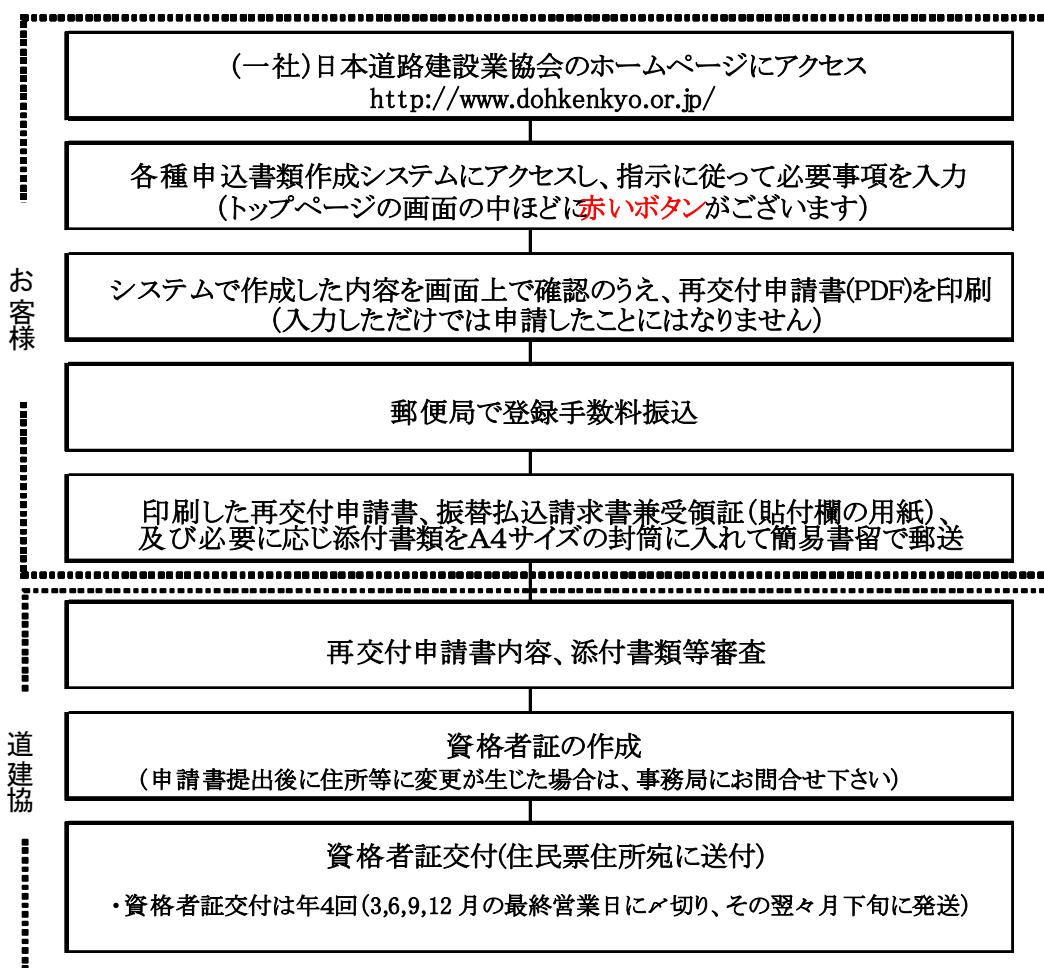 (一社)日本道路建設業協会のホームページにアクセス
http://www.dohkenkyo.or.jp/
各種申込書類作成システムにアクセスし、指示に従って必要事項を入力
(トップページの画面の中ほどに赤いボタンがございます)
お客様
システムで作成した内容を画面上で確認のうえ、再交付申請書(PDF)を印刷
(入力しただけでは申請したことにはなりません)
郵便局で登録手数料振込
印刷した再交付申請書、振替払込請求書兼受領証(貼付欄の用紙)、
及び必要に応じ添付書類をA4サイズの封筒に入れて簡易書留で郵送
再交付申請書内容、添付書類等審査
道建協
資格者証の作成
(申請書提出後に住所等に変更が生じた場合は、事務局にお問合せ下さい)
資格者証交付(住民票住所宛に送付)
・資格者証交付は年4回(3,6,9,12 月の最終営業日に〆切り、その翌々月下旬に発送)